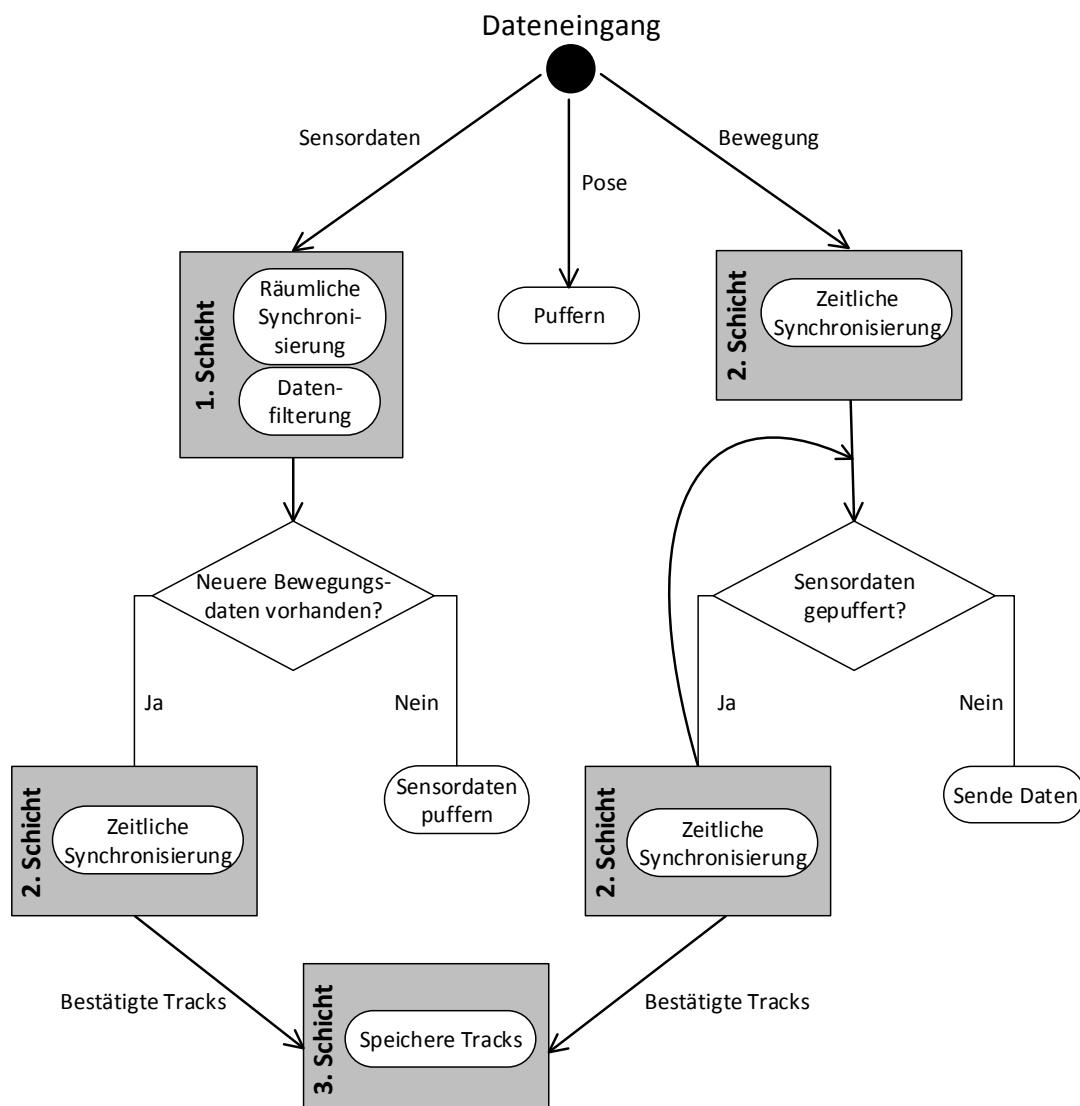 Dateneingang
Sensordaten
Bewegung
Pose
1. Schicht
Räumliche
Synchroni-
sierung
Daten-
filterung
Puffern
2. Schicht
Zeitliche
Synchronisierung
Neuere Bewegungs-
daten vorhanden?
Sensordaten
gepuffert?
Ja
Nein
Ja
Nein
2. Schicht
Zeitliche
Synchronisierung
Sensordaten
puffern
2. Schicht
Zeitliche
Synchronisierung
Sende Daten
Bestätigte Tracks
Bestätigte Tracks
3. Schicht
Speichere Tracks